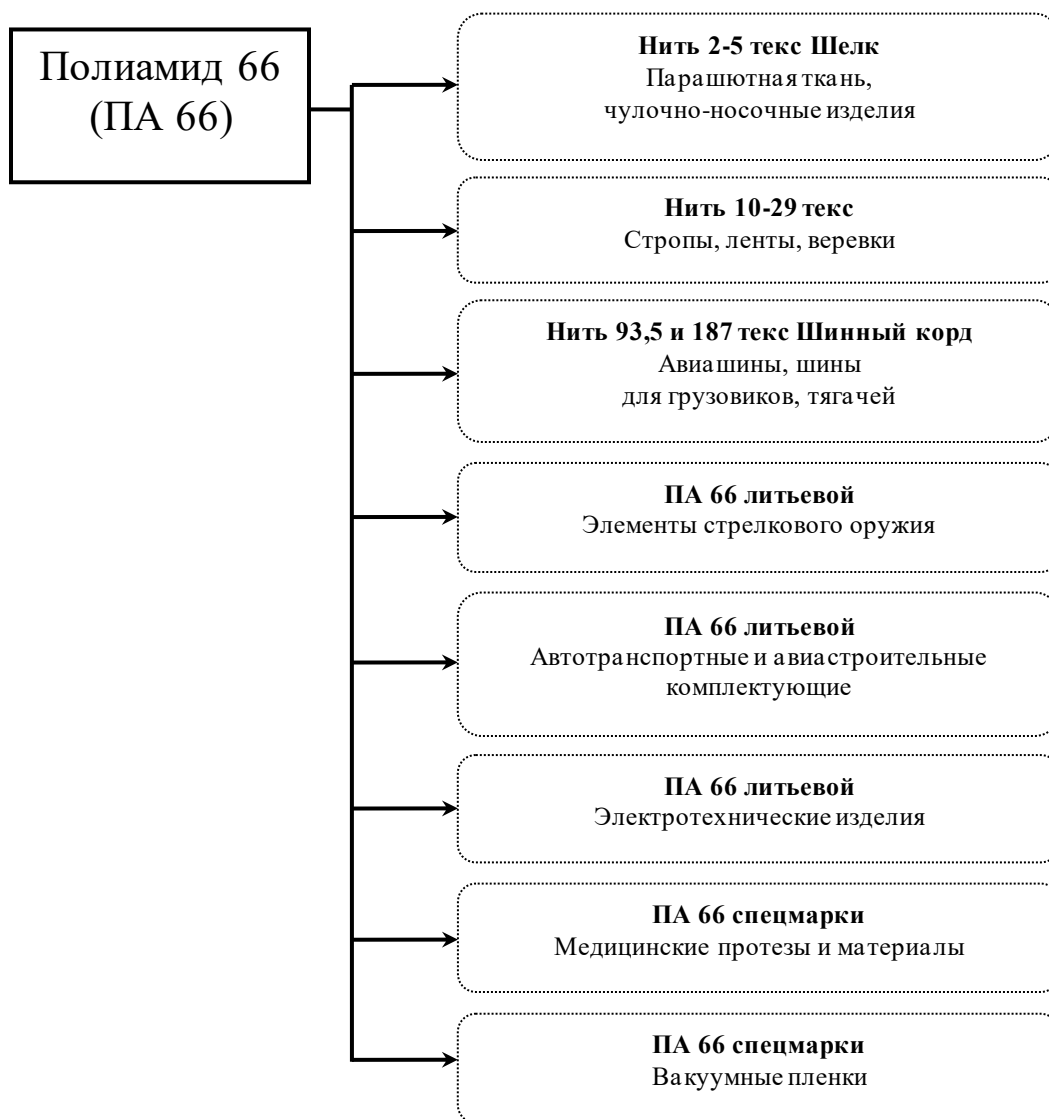 Полиамид 66
(ПА 66)
Нить 2-5 текс Шелк
Парашютная ткань,
чулочно-носочные изделия
Нить 10-29 текс
Стропы, ленты, веревки
Нить 93,5 и 187 текс Шинный корд
Авиашины, шины
для грузовиков, тягачей
ПА 66 литьевой
Элементы стрелкового оружия
ПА 66 литьевой
Автотранспортные и авиастроительные
комплектующие
ПА 66 литьевой
Электротехнические изделия
ПА 66 спецмарки
Медицинские протезы и материалы
ПА 66 спецмарки
Вакуумные пленки